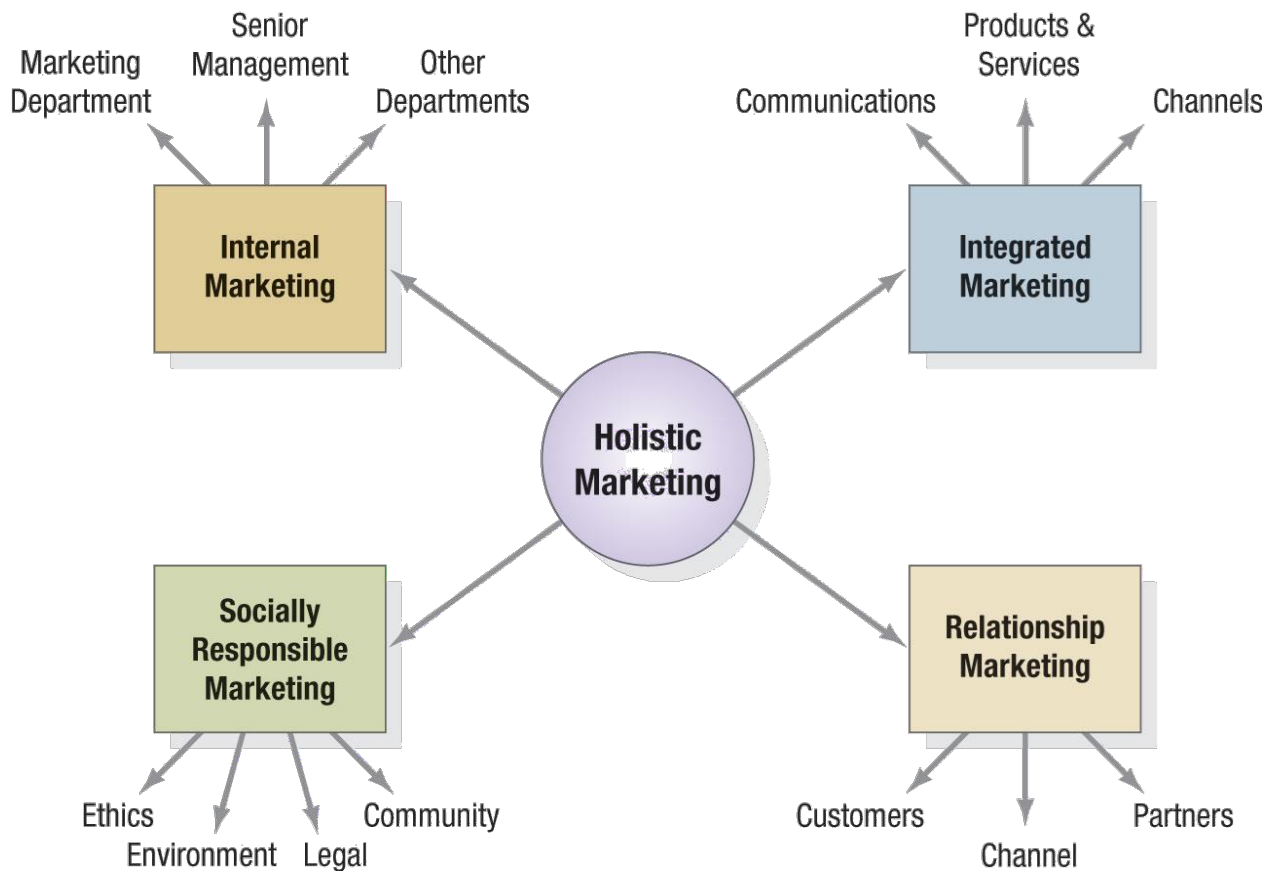 Senior
Management
Marketing
Department
Other
Departments
Products &
Services
Communications
Channels
Internal
Marketing
Integrated
Marketing
Holistic
Marketing
Socially
Responsible
Marketing
Relationship
Marketing
Ethics
Environment
Legal
Community
Customers
Channel
Partners